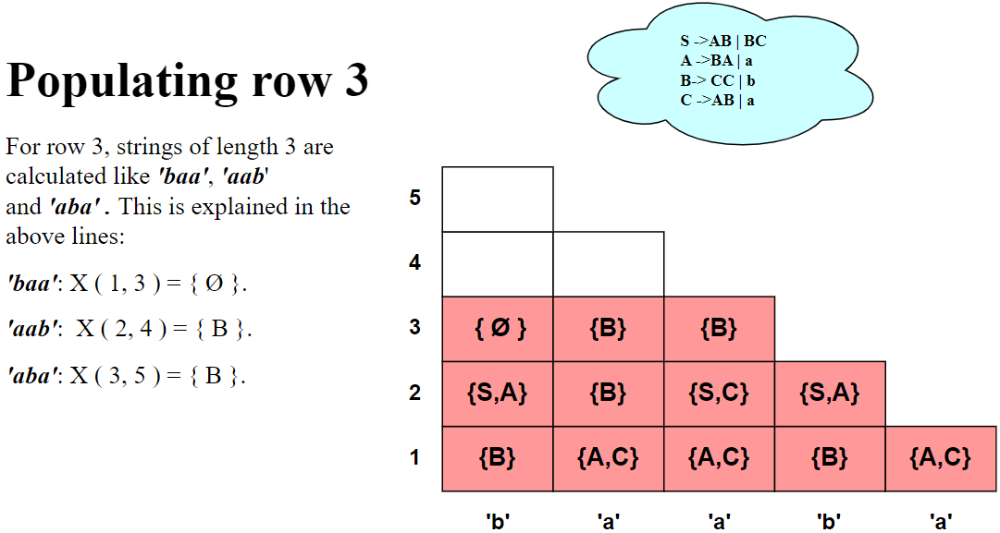 S ->AB | BC
A ->BA | a
B-> CC | b
C ->AB | a
Populating row 3
For row 3, strings of length 3 are
calculated like 'baa', 'aab'
and 'aba' . This is explained in the
above lines:
'baa': X ( 1, 3 ) = { Ø }.
'aab': X ( 2, 4 ) = { B }.
'aba': X ( 3, 5 ) = { B }.
5
4
3 { Ø } {B} {B}
2 {S,A} {B} {S,C} {S,A}
1 {B} {A,C} {A,C} {B} {A,C}
'b' 'a' 'a' 'b' 'a'